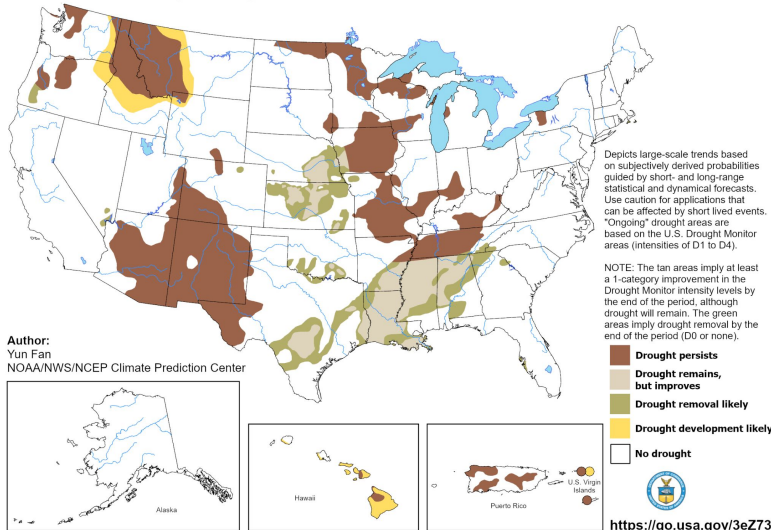 Depicts large-scale trends based
on subjectively derived probabilities
guided by short- and long-range
statistical and dynamical forecasts.
Use caution for applications that
can be affected by short lived events.
"Ongoing" drought areas are
based on the U.S. Drought Monitor
areas (intensities of D1 to D4).
NOTE: The tan areas imply at least
a 1-category improvement in the
Drought Monitor intensity levels by
the end of the period, although
drought will remain. The green
areas imply drought removal by the
end of the period (D0 or none).
Author:
Yun Fan
NOAA/NWS/NCEP Climate Prediction Center
Drought persists
Drought remains,
but improves
Drought removal likely
Drought development likely
No drought
Alaska
Hawaii
Puerto Rico
U.S. Virgin
Islands
https://go.usa.gov/3eZ73